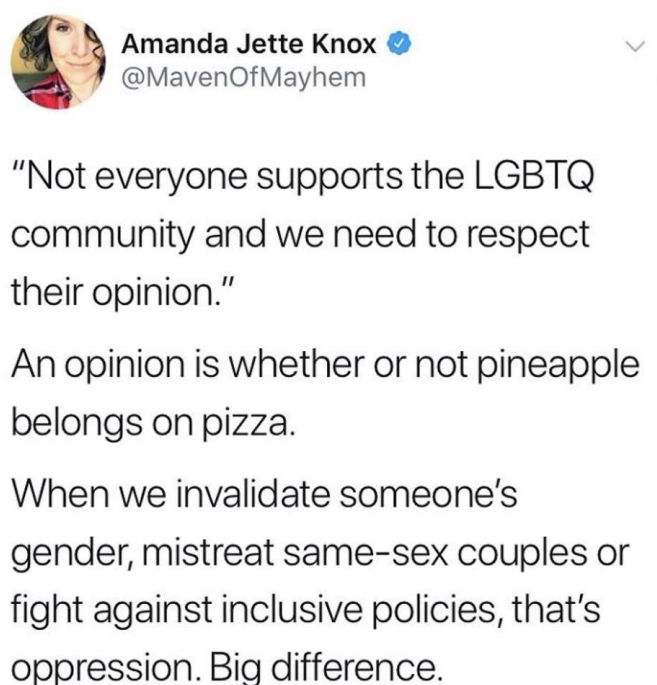 Amanda Jette Knox
@MavenOfMayhem
"Not everyone supports the LGBTQ
community and we need to respect
their opinion."
An opinion is whether or not pineapple
belongs on pizza.
When we invalidate someone's
gender, mistreat same-sex couples or
fight against inclusive policies, that's
oppression. Big difference.